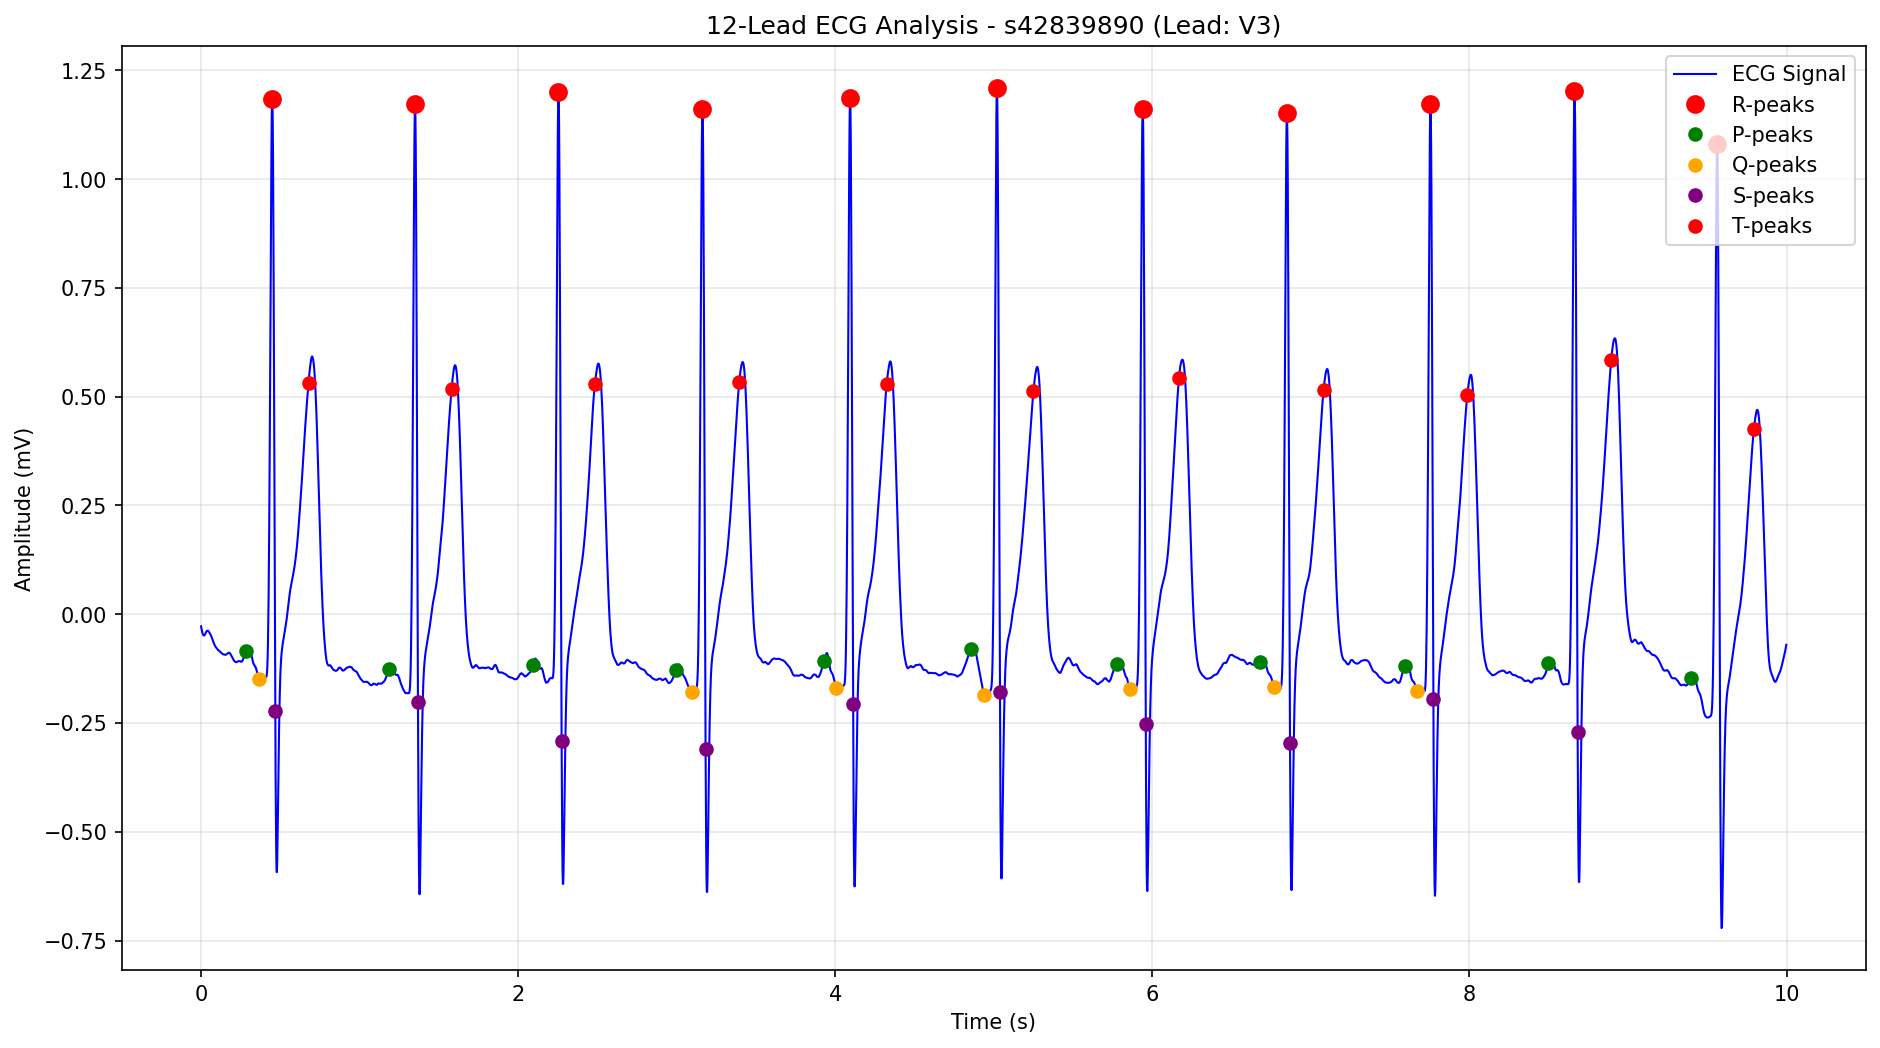 12-Lead ECG Analysis - s42839890 (Lead: V3)
1.25
1.00
0.75
0.50
0.25
0.00
−0.25
−0.50
−0.75
Amplitude (mV)
ECG Signal
R-peaks
P-peaks
Q-peaks
S-peaks
T-peaks
0 2 4 6 8 10
Time (s)